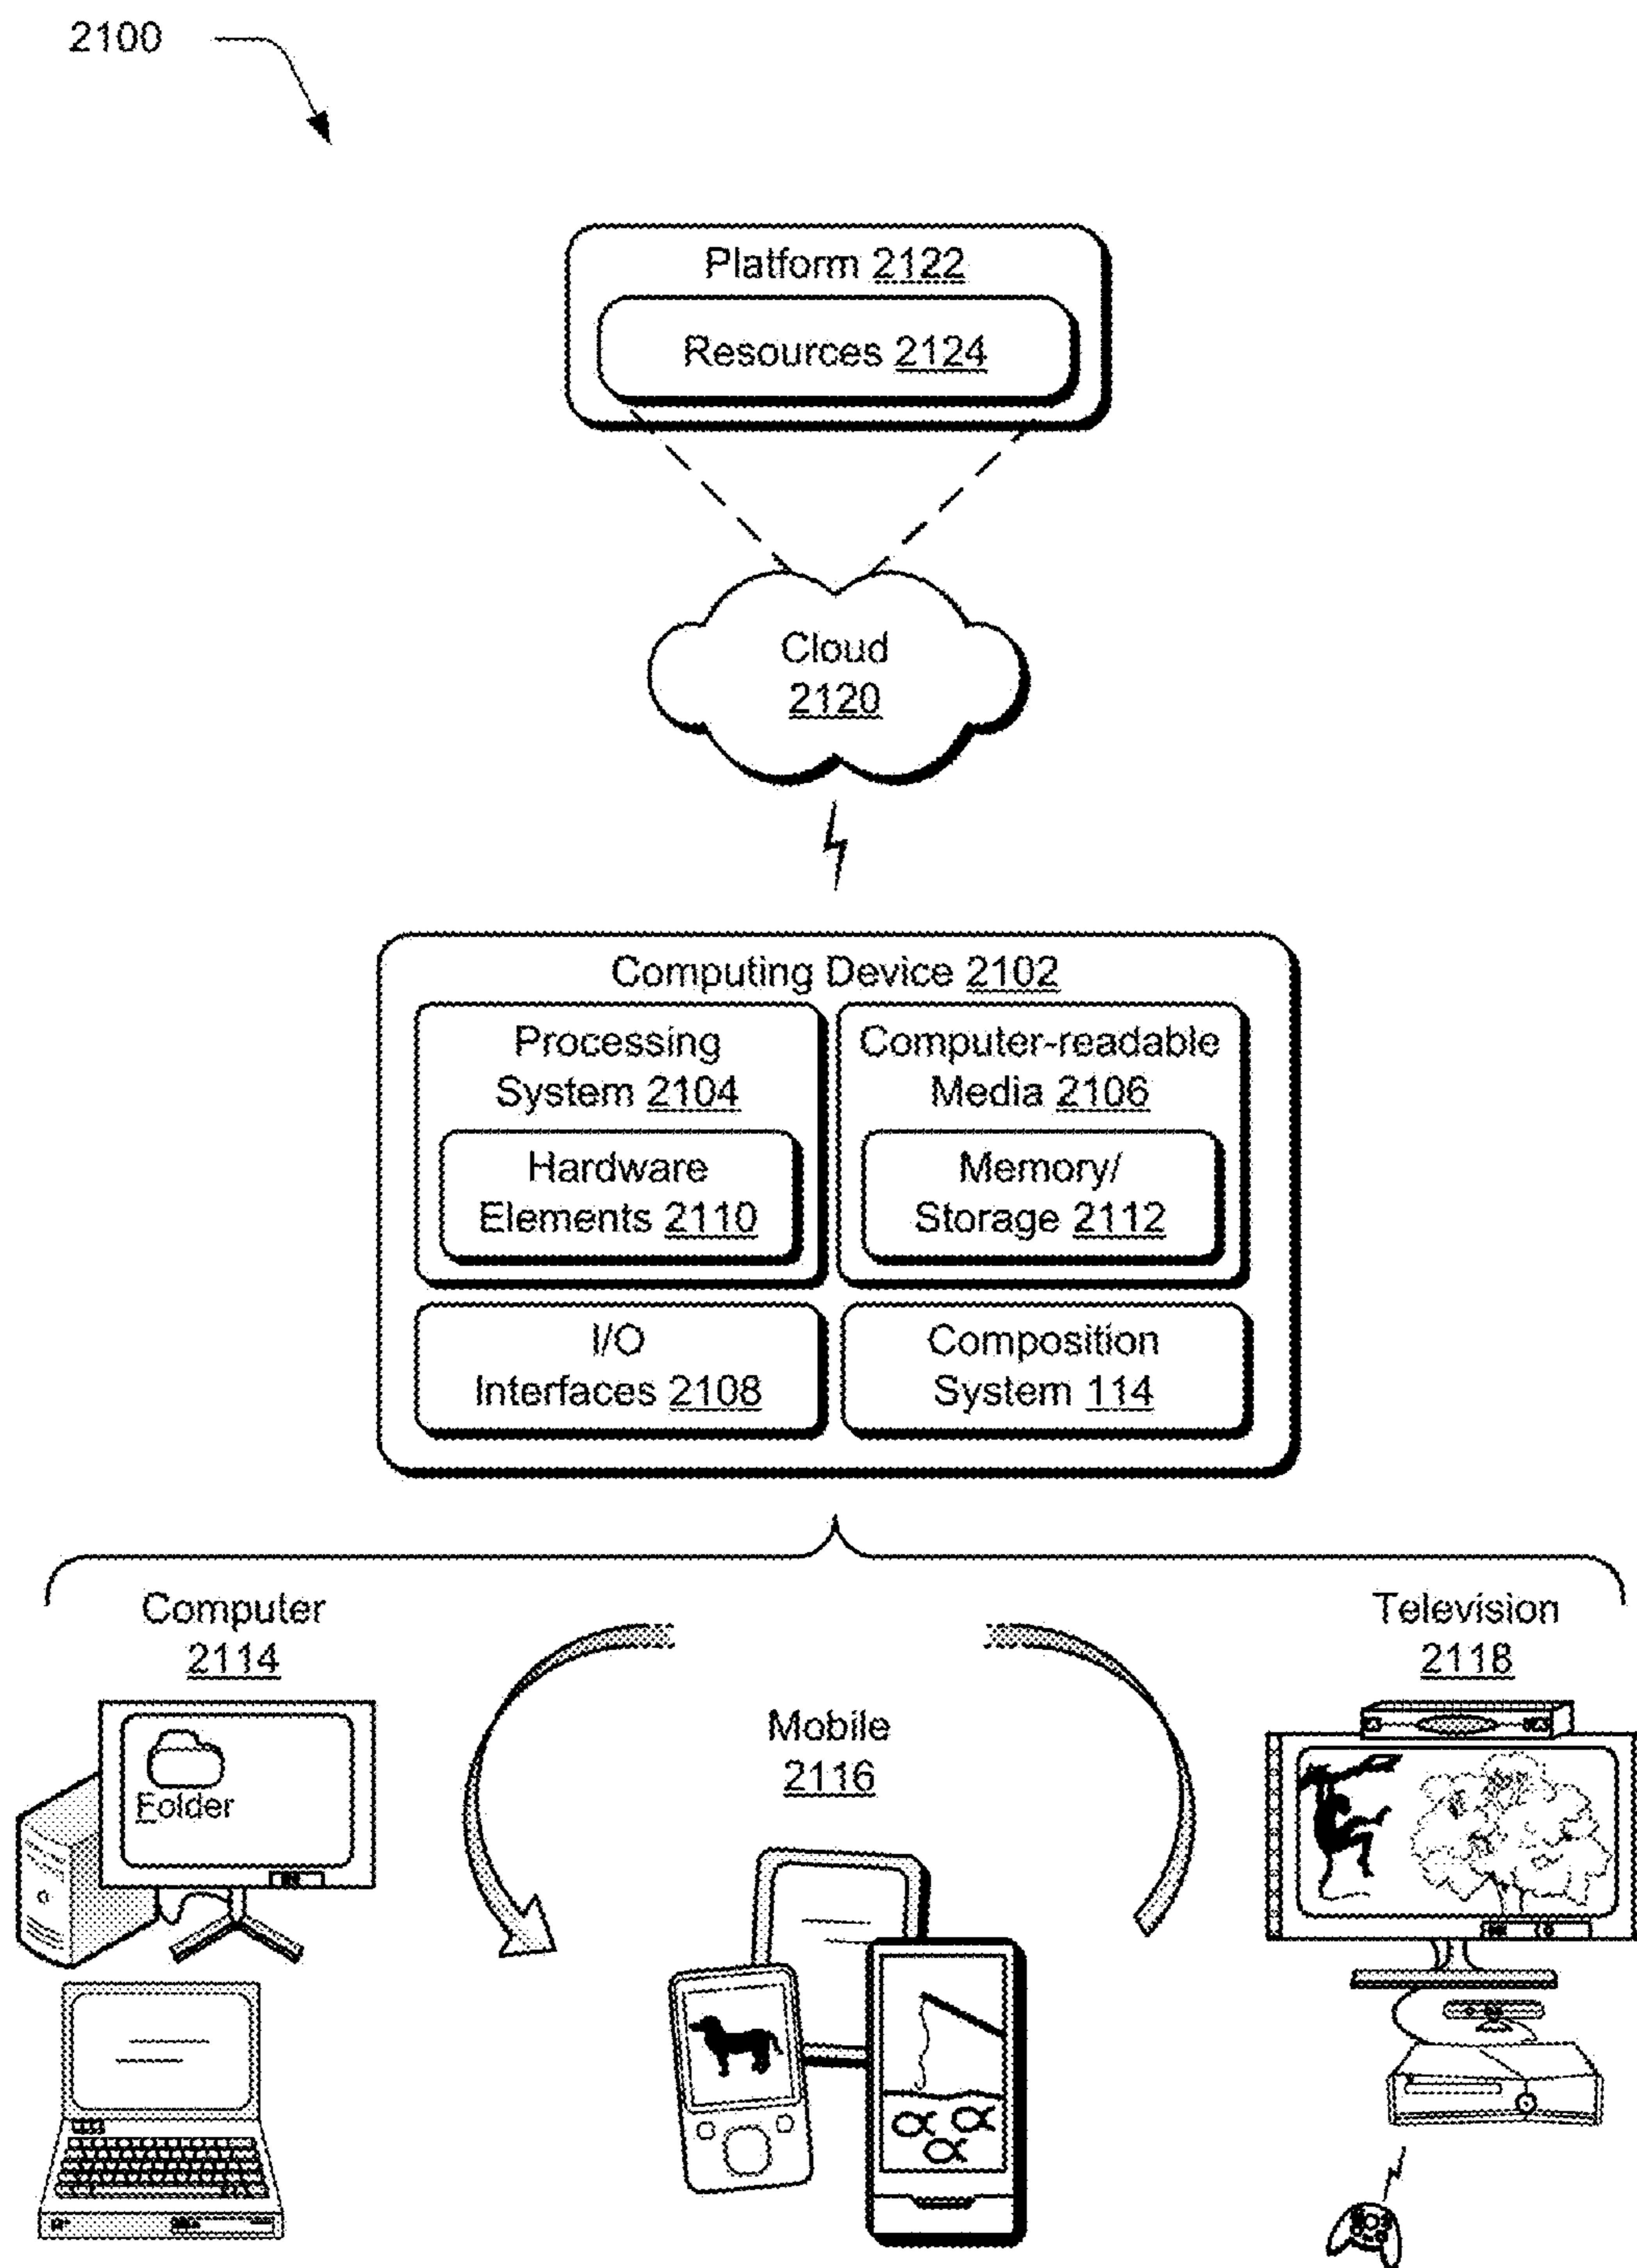 2100
Platform 2122
Resources 2124
Cloud
2120
Computing Device 2102
Processing
System 2104
Hardware
Elements 2110
Computer-readable
Media 2106
Memory/
Storage 2112
I/O
Interfaces 2108
Composition
System 114
Computer
2114
Folder
Mobile
2116
Television
2118